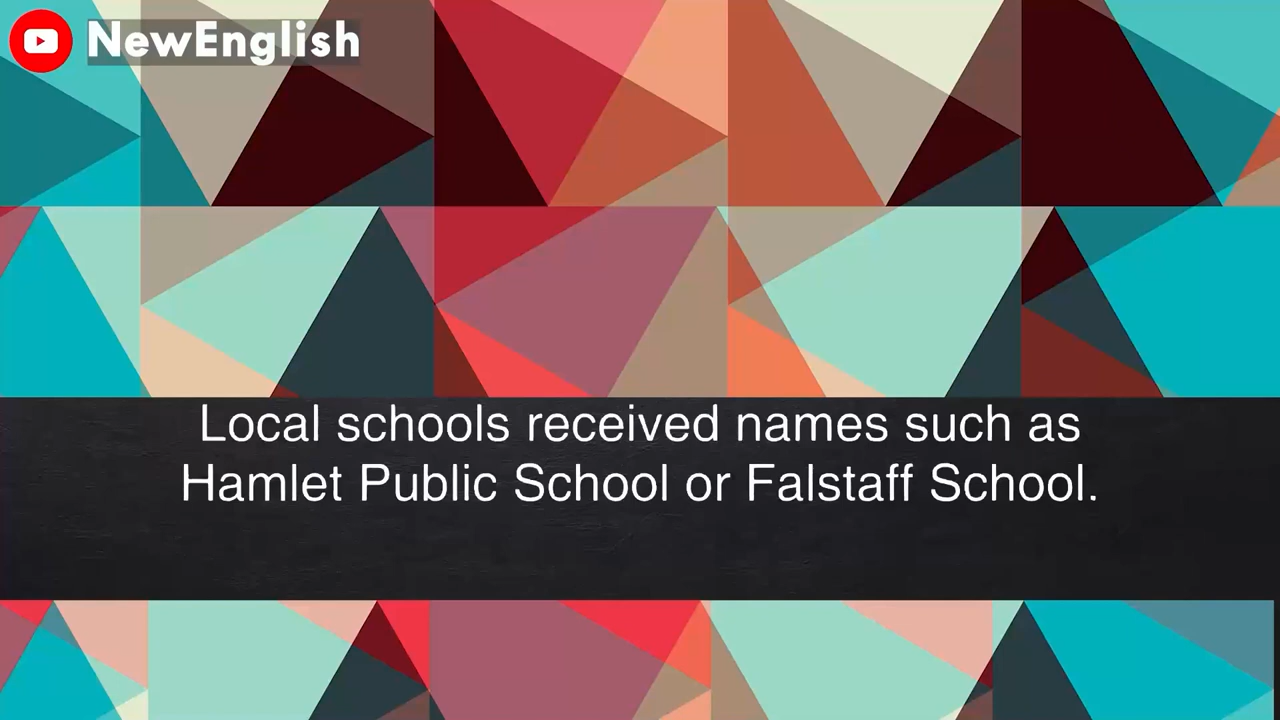 NewEnglish
Local schools received names such as
Hamlet Public School or Falstaff School.